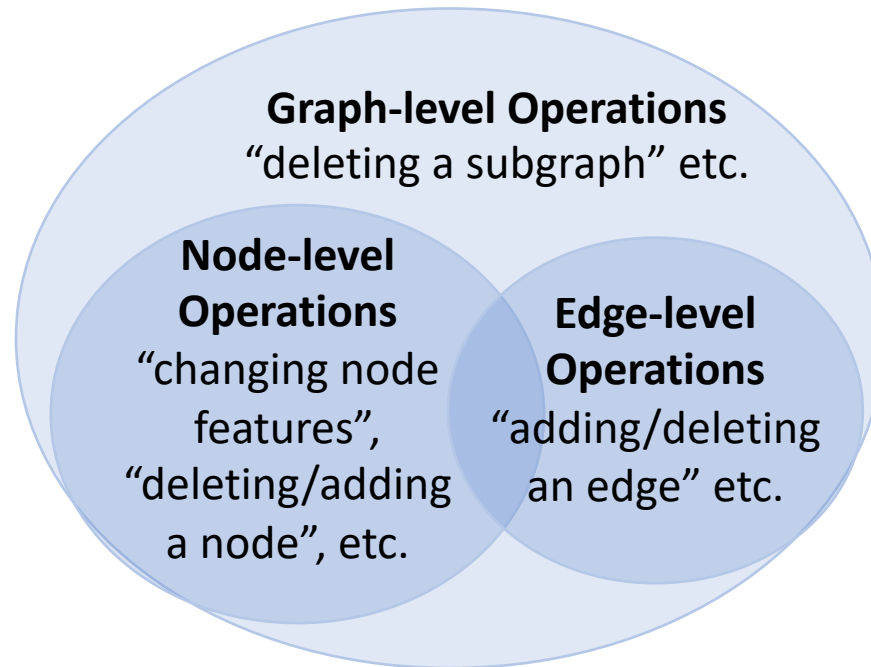 Graph-level Operations
“deleting a subgraph” etc.
Node-level
Operations
“changing node
features”,
“deleting/adding
a node”, etc.
Edge-level
Operations
“adding/deleting
an edge” etc.